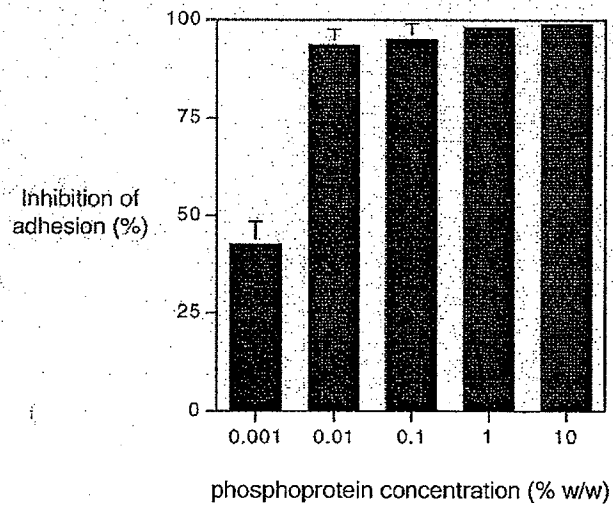 100
75
Inhibition of
adhesion (%)
50
25
0
0.001 0.01 0.1 1 10
phosphoprotein concentration (% w/w)